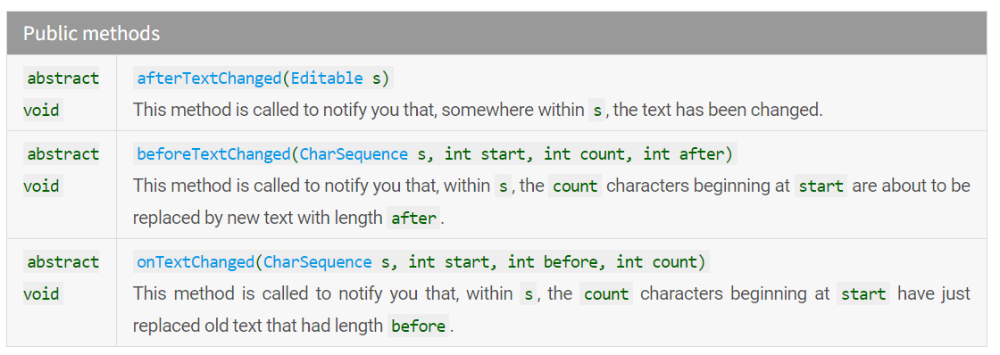 Public methods
abstract void
afterTextChanged(Editable s)
This method is called to notify you that, somewhere within s, the text has been changed.
abstract void
beforeTextChanged(CharSequence s, int start, int count, int after)
This method is called to notify you that, within s, the count characters beginning at start are about to be
replaced by new text with length after.
abstract void
onTextChanged(CharSequence s, int start, int before, int count)
This method is called to notify you that, within s, the count characters beginning at start have just
replaced old text that had length before.